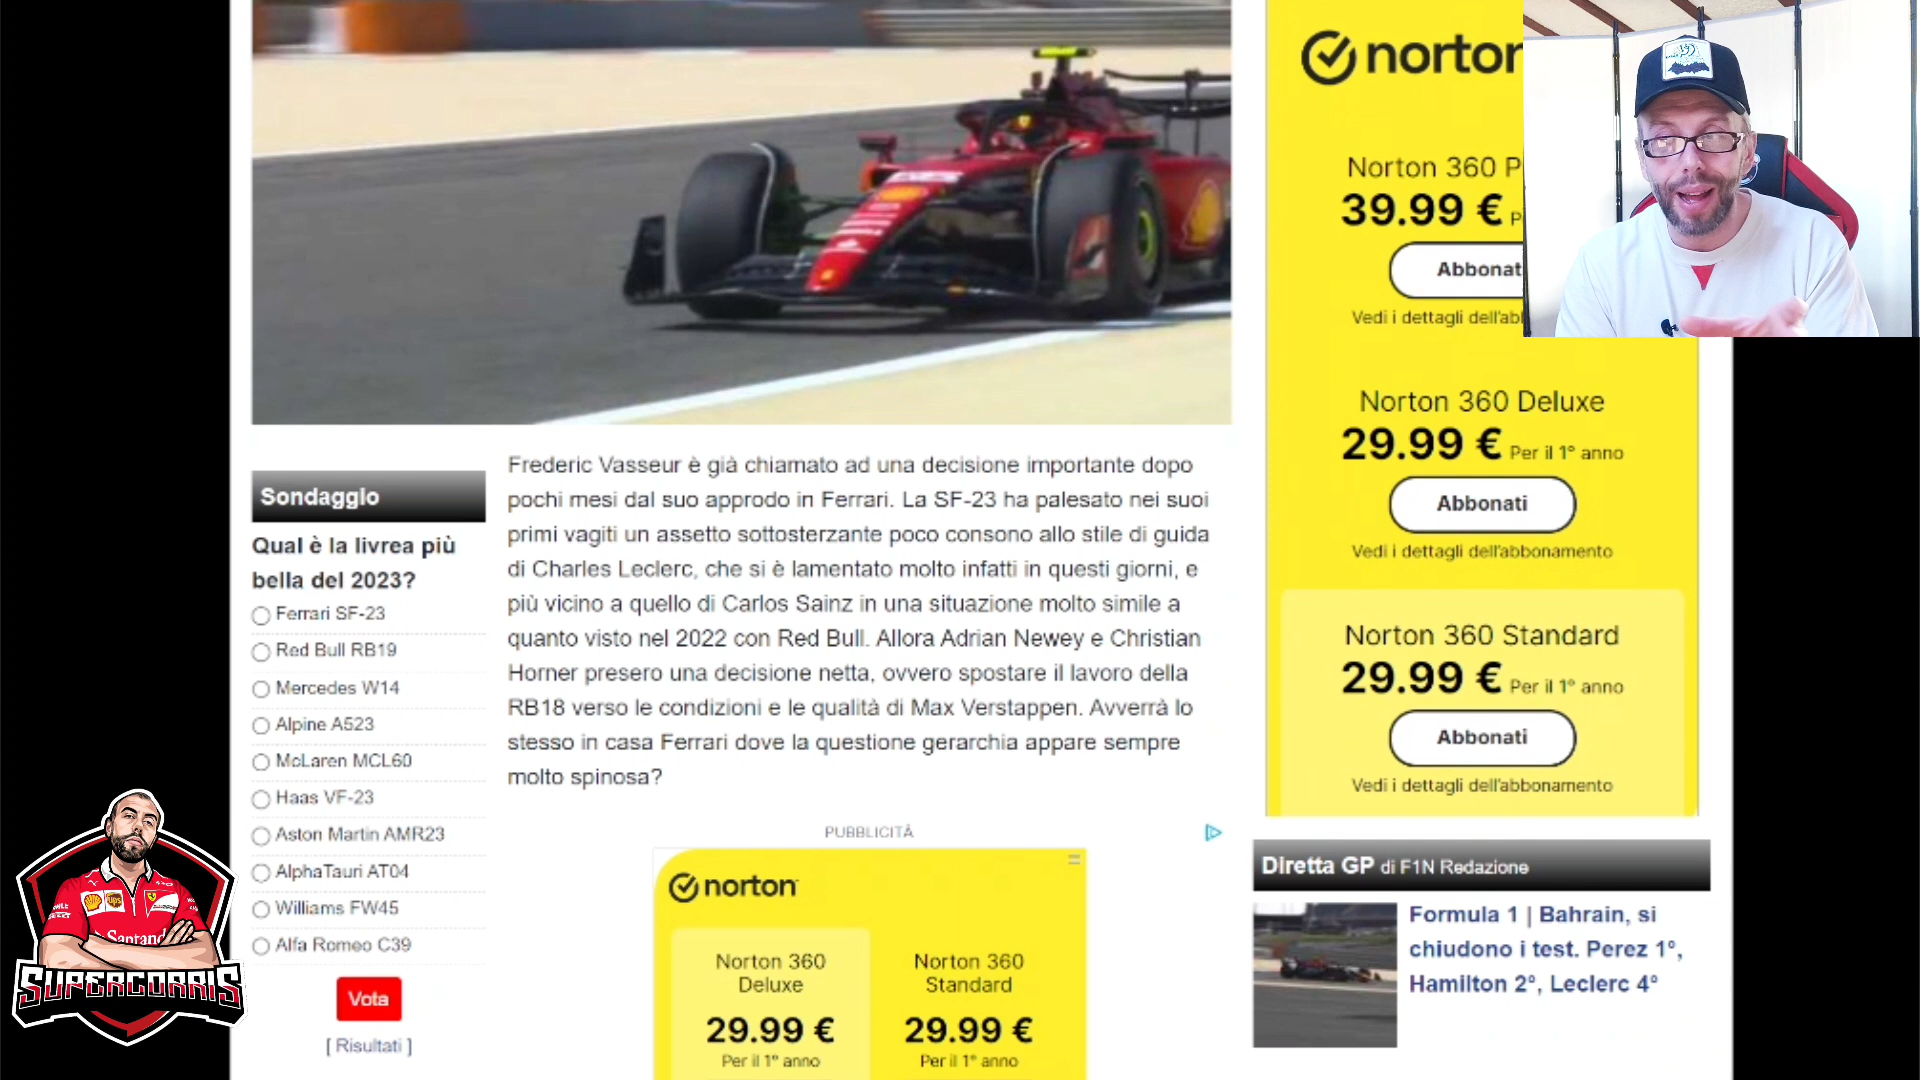 Frederic Vasseur è già chiamato ad una decisione importante dopo
pochi mesi dal suo approdo in Ferrari. La SF-23 ha palesato nei suoi
primi vagiti un assetto sottosterzante poco consono allo stile di guida
di Charles Leclerc, che si è lamentato molto infatti in questi giorni, e
più vicino a quello di Carlos Sainz in una situazione molto simile a
quanto visto nel 2022 con Red Bull. Allora Adrian Newey e Christian
Horner presero una decisione netta, ovvero spostare il lavoro della
RB18 verso le condizioni e le qualità di Max Verstappen. Avverrà lo
stesso in casa Ferrari dove la questione gerarchia appare sempre
molto spinosa?
Sondaggio
Qual è la livrea più
bella del 2023?
Ferrari SF-23
Red Bull RB19
Mercedes W14
Alpine A523
McLaren MCL60
Haas VF-23
Aston Martin AMR23
AlphaTauri AT04
Williams FW45
Alfa Romeo C39
Vota
[ Risultati ]
PUBBLICITÀ
norton
Norton 360
Deluxe
29.99 €
Per il 1° anno
Norton 360
Standard
29.99 €
Per il 1° anno
norton
Norton 360 P
39.99 € P
Abbonat
Vedi i dettagli dell'abb
Norton 360 Deluxe
29.99 € Per il 1° anno
Abbonati
Vedi i dettagli dell'abbonamento
Norton 360 Standard
29.99 € Per il 1° anno
Abbonati
Vedi i dettagli dell'abbonamento
Diretta GP di F1N Redazione
Formula 1 | Bahrain, si
chiudono i test. Perez 1°,
Hamilton 2°, Leclerc 4°
Santand
SUPERCORRIS